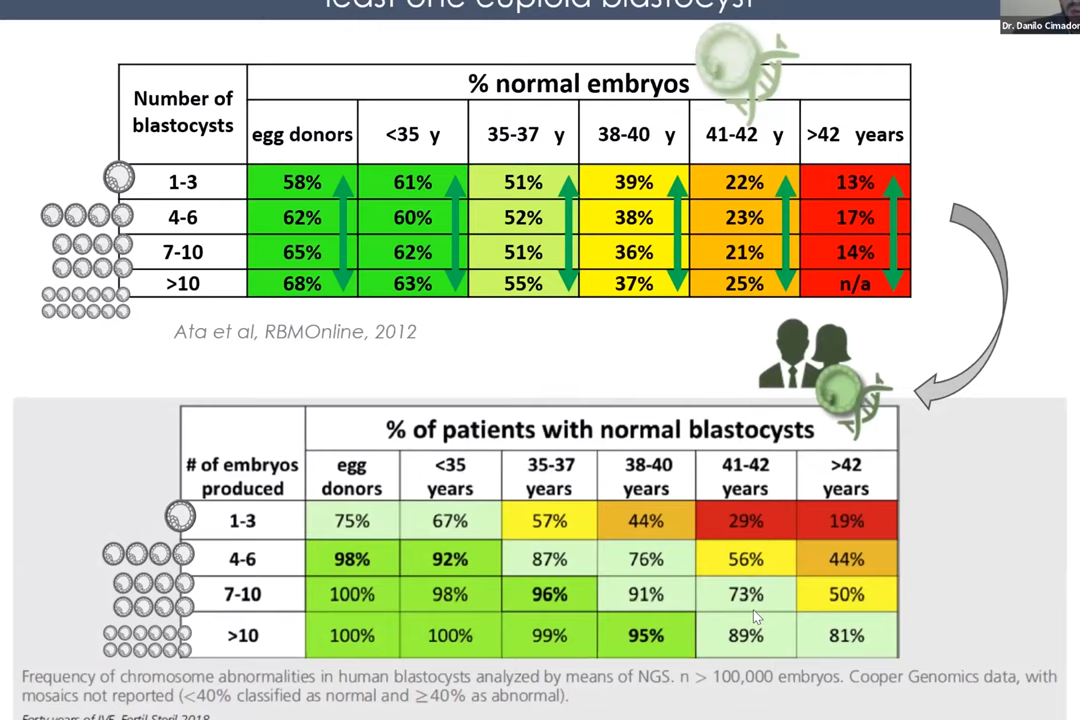 least one euploid blastocyst
Dr. Danilo Cimador
Number of blastocysts
% normal embryos
egg donors <35 y 35-37 y 38-40 y 41-42 y >42 years
1-3 58% 61% 51% 39% 22% 13%
4-6 62% 60% 52% 38% 23% 17%
7-10 65% 62% 51% 36% 21% 14%
>10 68% 63% 55% 37% 25% n/a
Ata et al, RBMOnline, 2012
# of embryos produced
% of patients with normal blastocysts
egg donors <35 years 35-37 years 38-40 years 41-42 years >42 years
1-3 75% 67% 57% 44% 29% 19%
4-6 98% 92% 87% 76% 56% 44%
7-10 100% 98% 96% 91% 73% 50%
>10 100% 100% 99% 95% 89% 81%
Frequency of chromosome abnormalities in human blastocysts analyzed by means of NGS. n > 100,000 embryos. Cooper Genomics data, with
mosaics not reported (<40% classified as normal and ≥40% as abnormal).
Forty years of IVF, Fertil Steril 2018